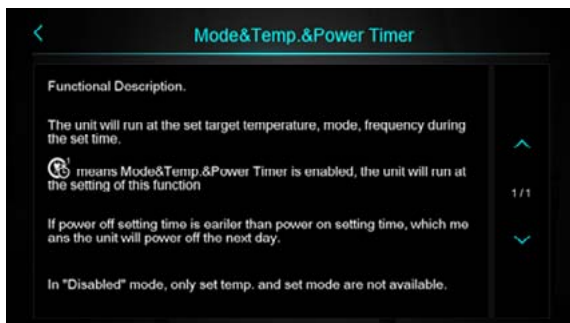 Mode&Temp.&Power Timer
Functional Description.
The unit will run at the set target temperature, mode, frequency during
the set time.
means Mode&Temp.&Power Timer is enabled, the unit will run at
the setting of this function
1/1
If power off setting time is eariler than power on setting time, which me
ans the unit will power off the next day.
In "Disabled" mode, only set temp. and set mode are not available.